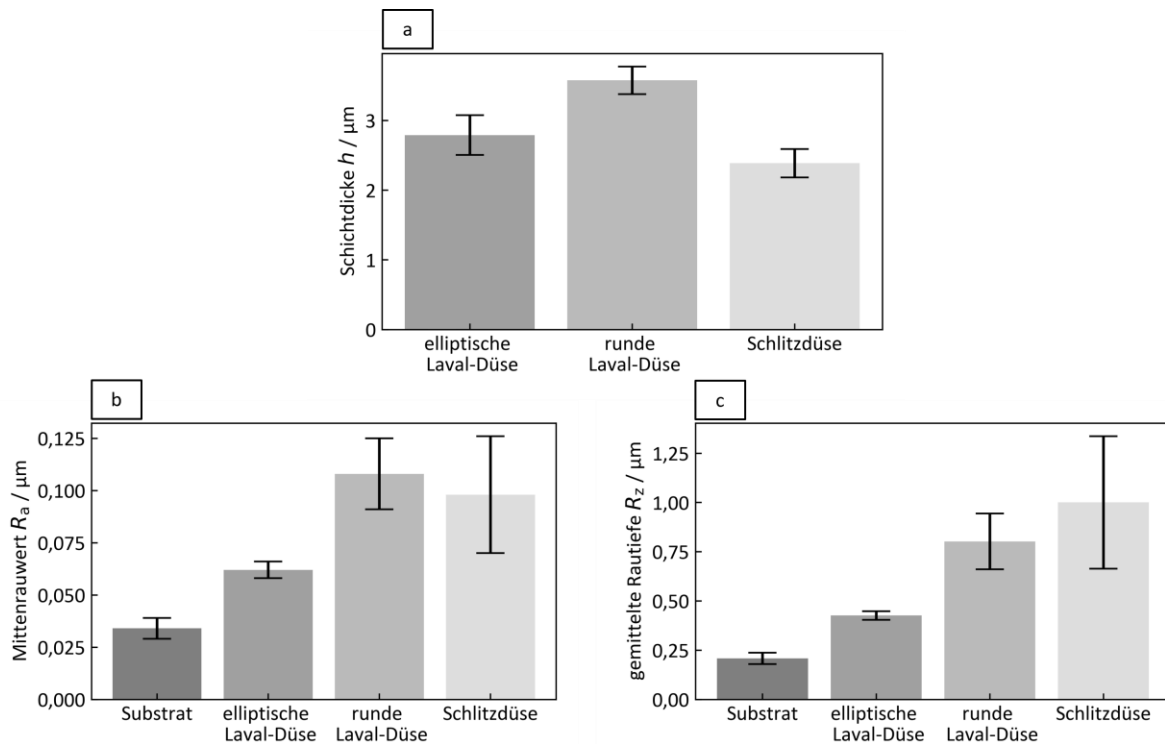 a
Schichtdicke h / µm
3
2
1
0
elliptische
Laval-Düse
runde
Laval-Düse
Schlitzdüse
b
Mittenrauwert Ra / µm
0,125
0,100
0,075
0,050
0,025
0,000
Substrat
elliptische
Laval-Düse
runde
Laval-Düse
Schlitzdüse
c
gemittelte Rautiefe Rz / µm
1,25
1,00
0,75
0,50
0,25
0,00
Substrat
elliptische
Laval-Düse
runde
Laval-Düse
Schlitzdüse